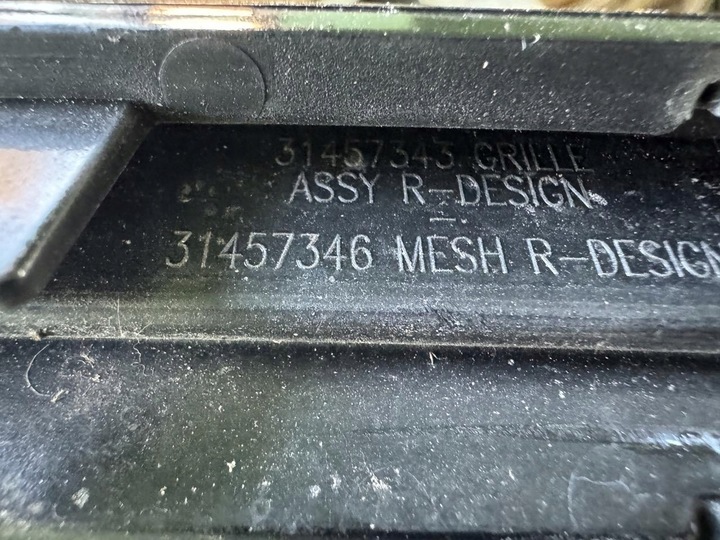 31457343 GRILLE
ASSY R-DESIGN
31457346 MESH R-DESIGN